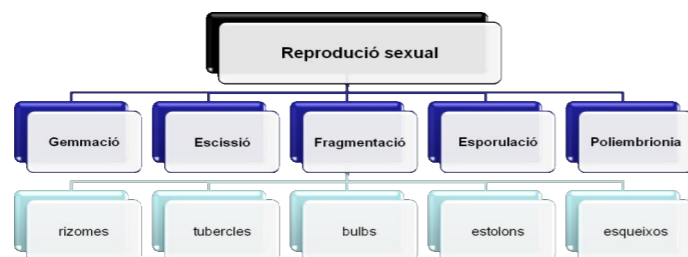 Reproducció sexual
Gemmació
Escissió
Fragmentació
Esporulació
Poliembrionia
rizomes
tubercles
bulbs
estolons
esqueixos